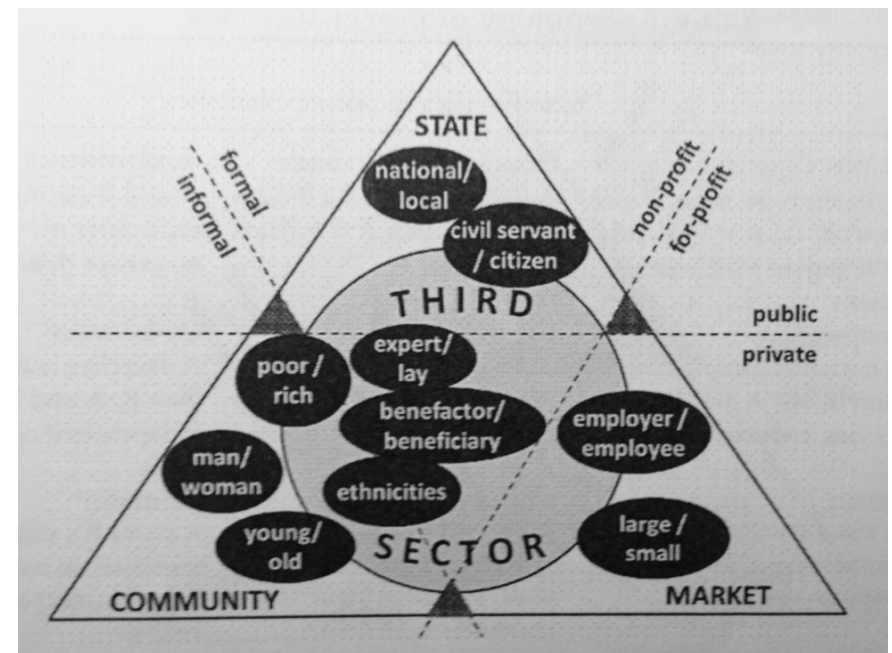 STATE
national/
local
formal
informal
non-profit
for-profit
civil servant
/ citizen
THIRD
public
private
expert/
lay
poor/
rich
benefactor/
beneficiary
employer /
employee
man/
woman
ethnicities
young/
old
large /
small
SECTOR
COMMUNITY
MARKET